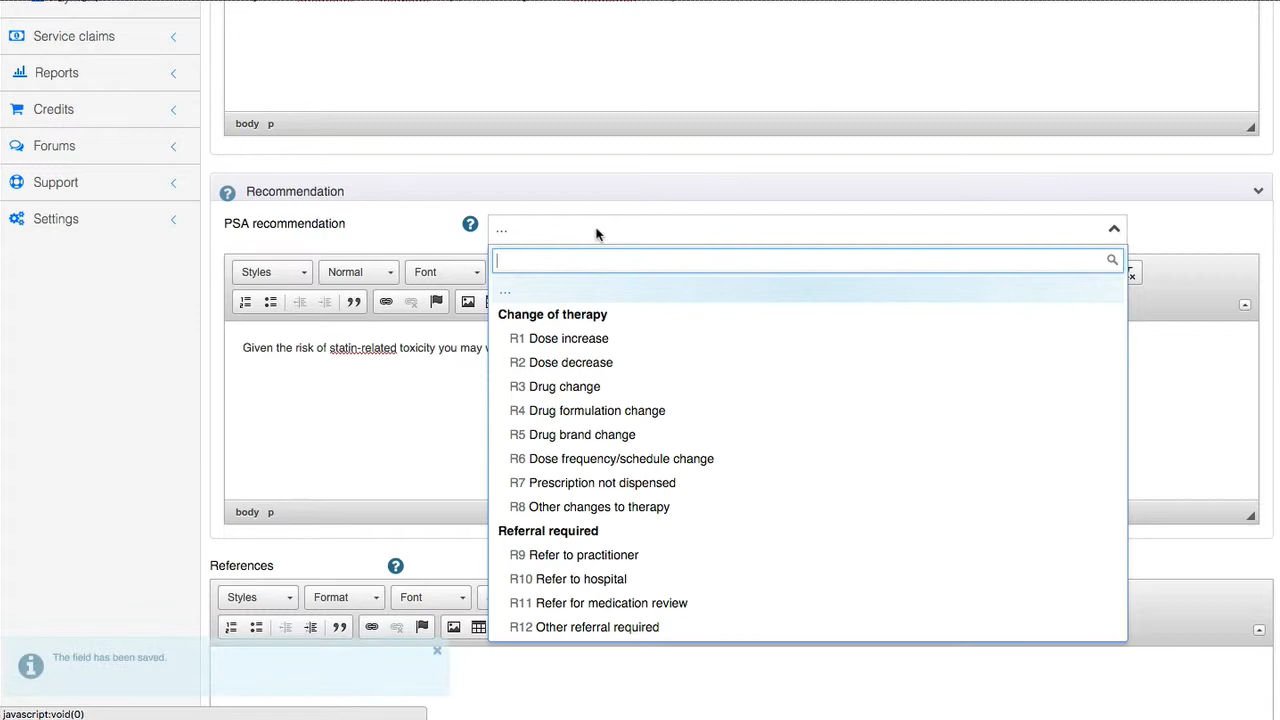 Service claims
Reports
Credits
Forums
Support
Settings
body p
Recommendation
PSA recommendation
...
...
Change of therapy
R1 Dose increase
R2 Dose decrease
R3 Drug change
R4 Drug formulation change
R5 Drug brand change
R6 Dose frequency/schedule change
R7 Prescription not dispensed
R8 Other changes to therapy
Referral required
R9 Refer to practitioner
R10 Refer to hospital
R11 Refer for medication review
R12 Other referral required
Styles Normal Font
Given the risk of statin-related toxicity you may
body p
References
Styles Format Font
The field has been saved.
javascript:void(0)